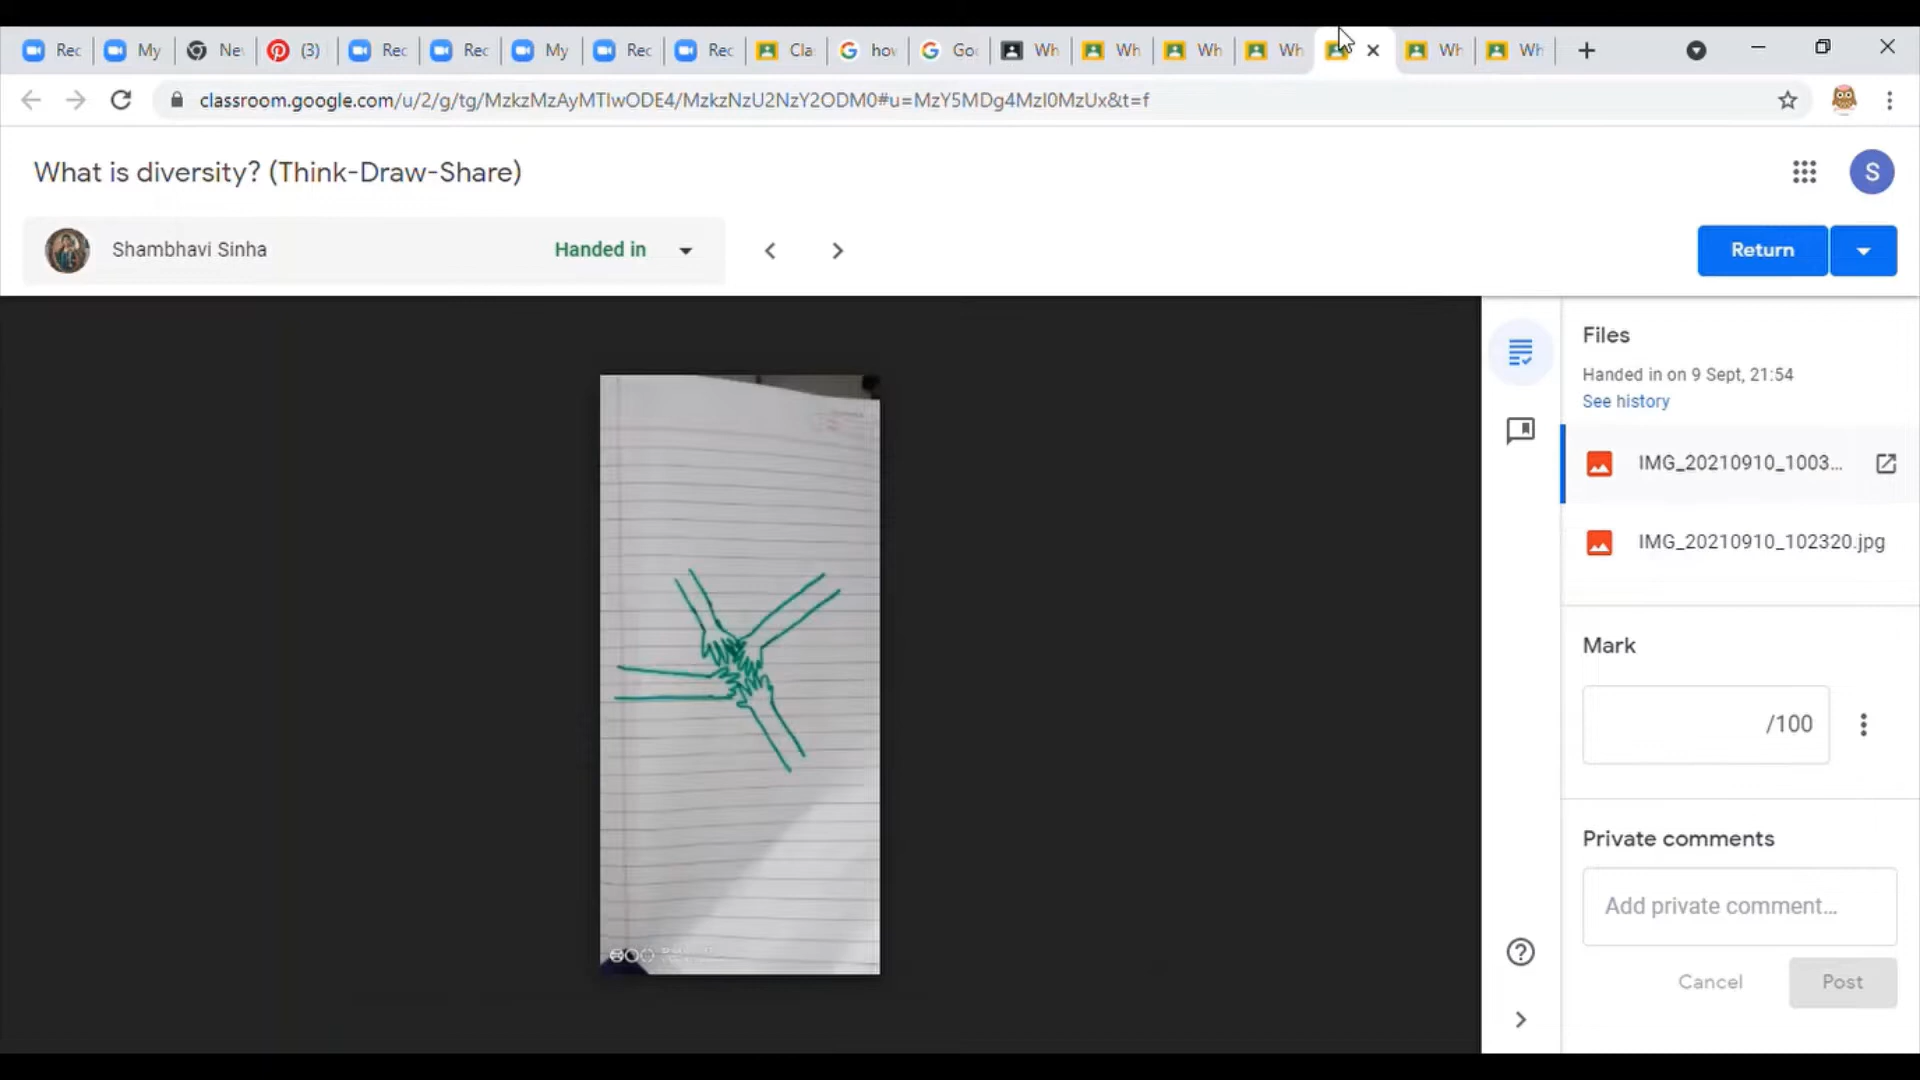 Rec
My
Ne
(3)
Rec
Rec
My
Rec
Rec
Cla
hov
Goo
Wh
Wh
Wh
Wh
Wh
Wh
classroom.google.com/u/2/g/tg/MzkzMzAyMTIwODE4/MzkzNzU2NzY2ODM0#u=MzY5MDg4MzI0MzUx&t=f
What is diversity? (Think-Draw-Share)
S
Shambhavi Sinha
Handed in
Return
Files
Handed in on 9 Sept, 21:54
See history
IMG_20210910_1003...
IMG_20210910_102320.jpg
Mark
/100
Private comments
Add private comment...
Cancel
Post